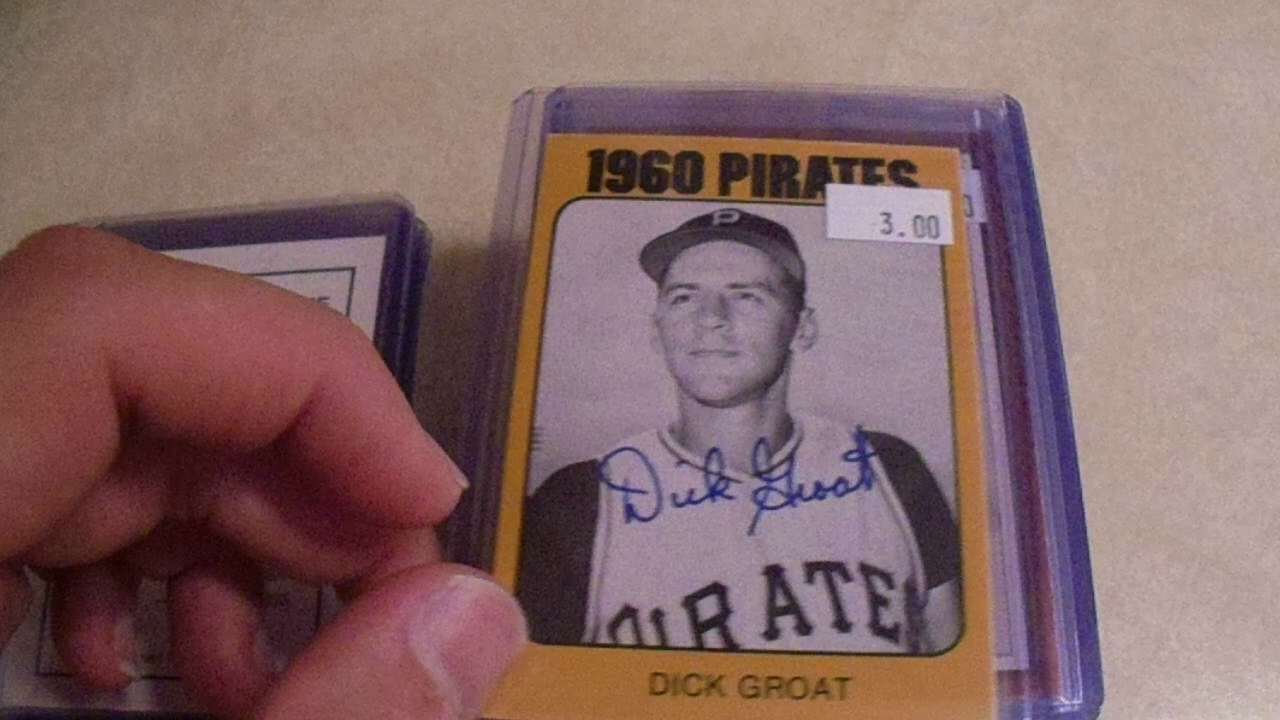 1960 PIRATES
3.00
P
Dick Groat
PIRATES
DICK GROAT